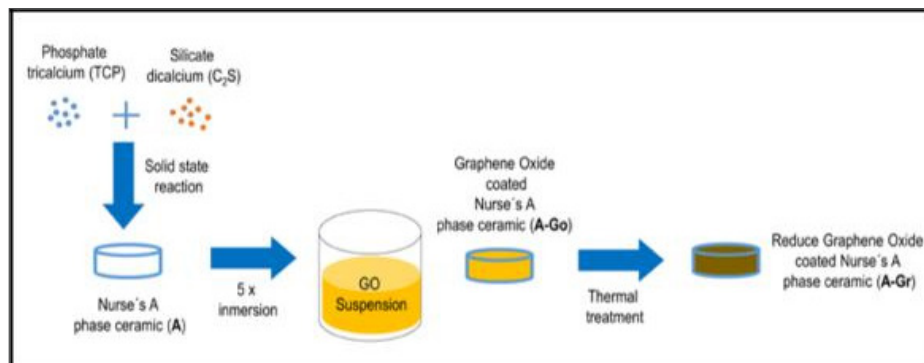 Phosphate
tricalcium (TCP)
Silicate
dicalcium (C₂S)
Solid state
reaction
Nurse´s A
phase ceramic (A)
5 x
inmersion
GO
Suspension
Graphene Oxide
coated
Nurse´s A
phase ceramic (A-Go)
Thermal
treatment
Reduce Graphene Oxide
coated Nurse´s A
phase ceramic (A-Gr)